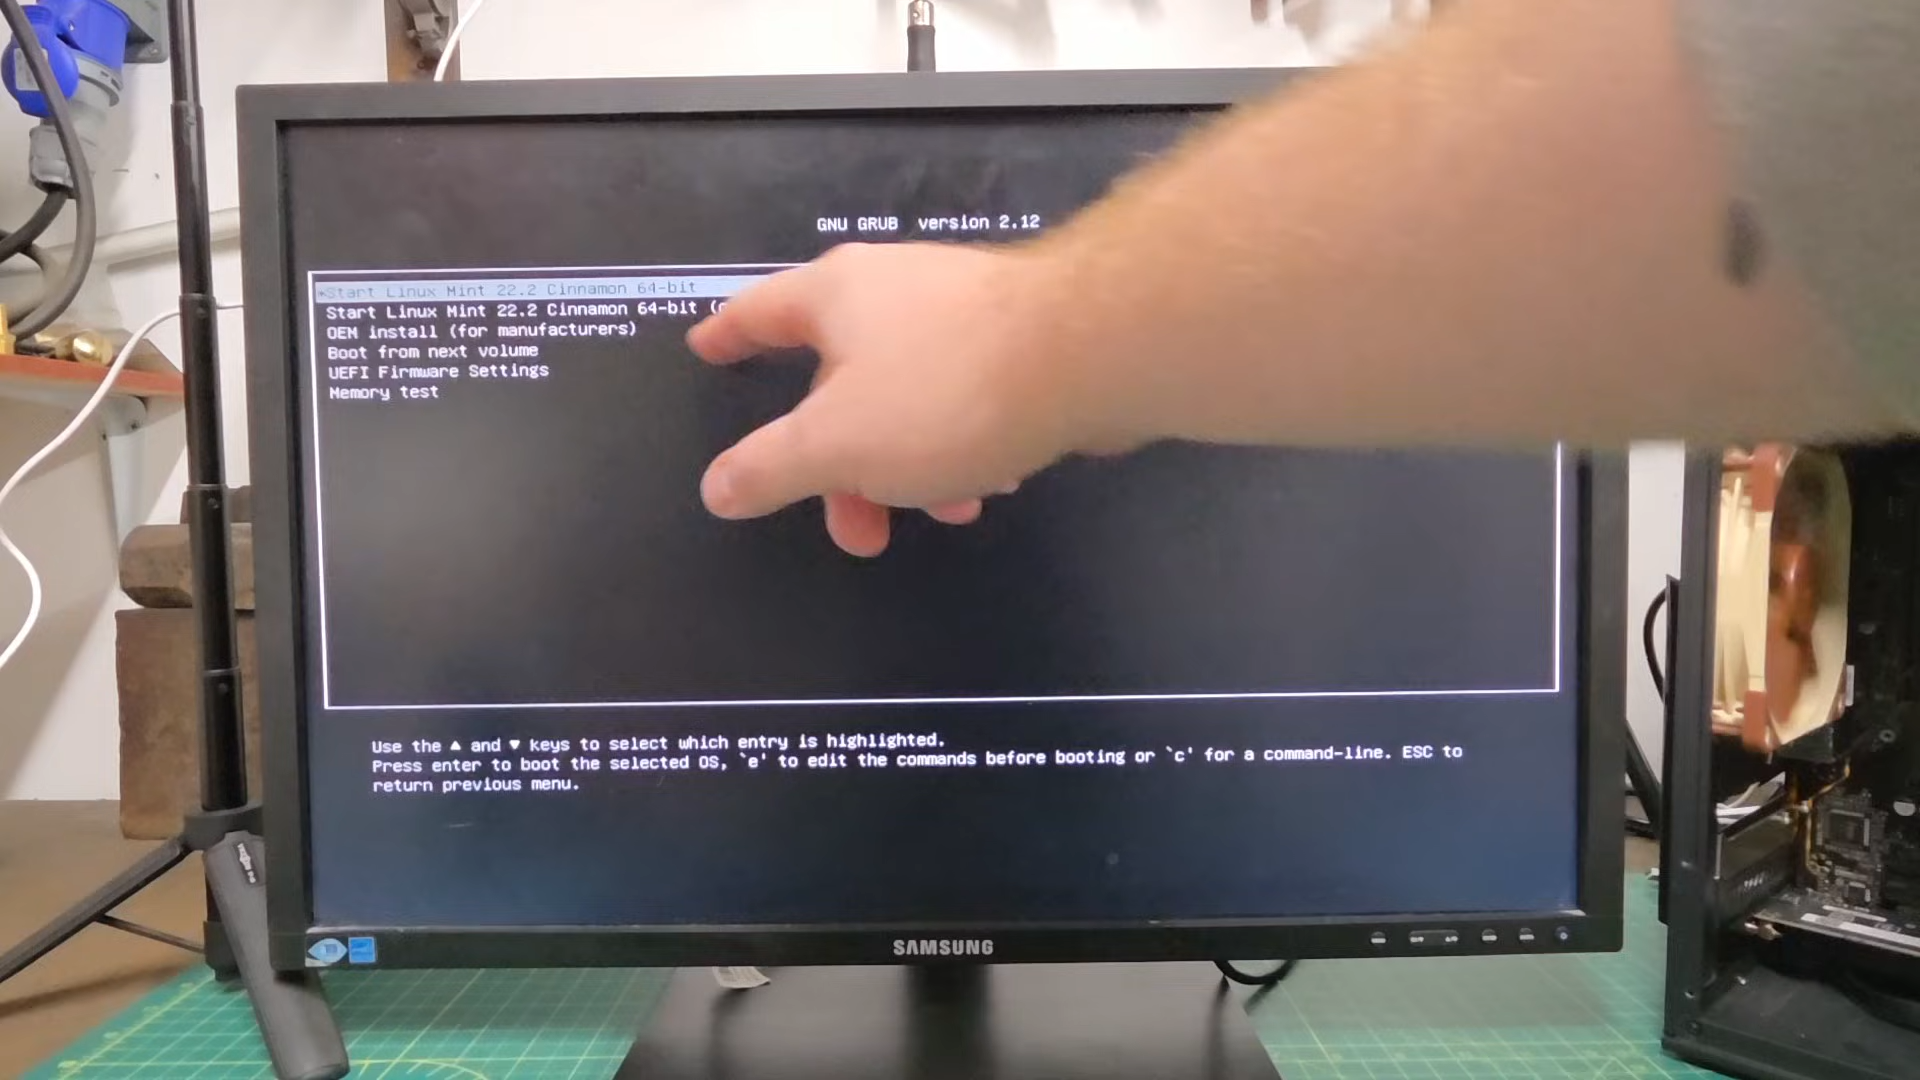 GNU GRUB version 2.12
*Start Linux Mint 22.2 Cinnamon 64-bit
Start Linux Mint 22.2 Cinnamon 64-bit
OEM install (for manufacturers)
Boot from next volume
UEFI Firmware Settings
Memory test
Use the ▲ and ▼ keys to select which entry is highlighted.
Press enter to boot the selected OS, `e' to edit the commands before booting or `c' for a command-line. ESC to
return previous menu.
SAMSUNG